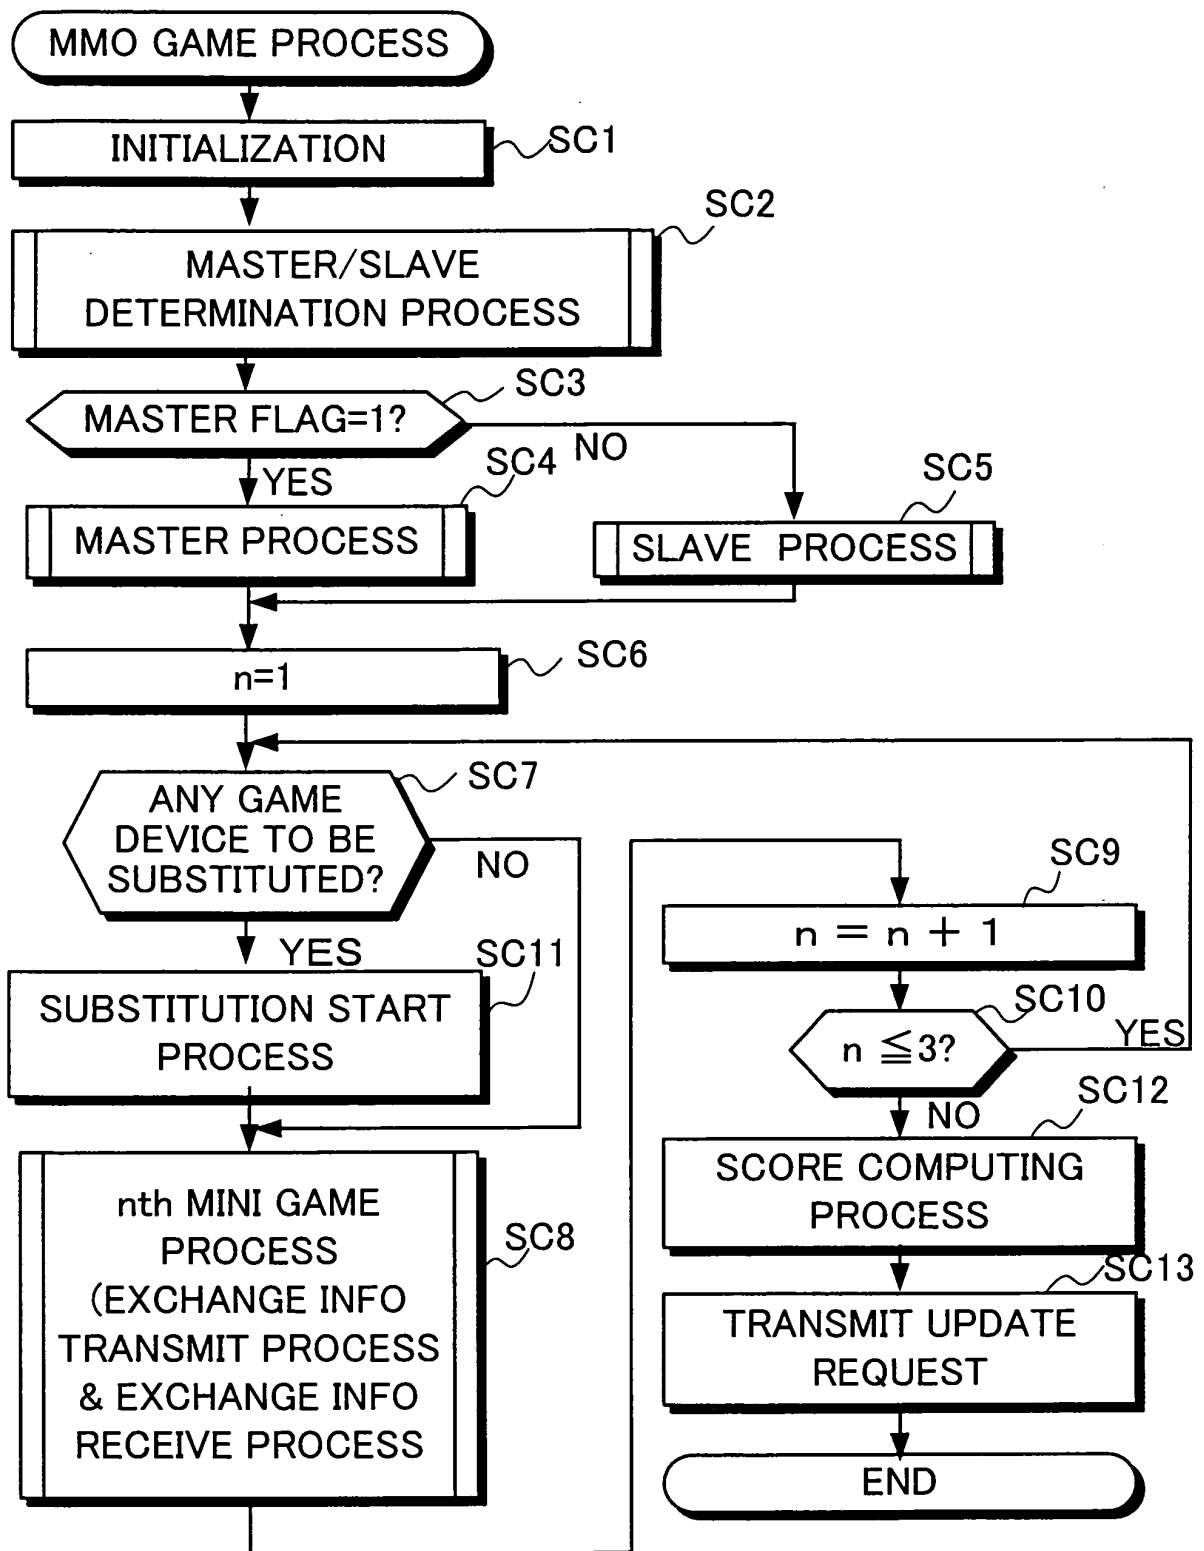 MMO GAME PROCESS
INITIALIZATION
SC1
MASTER/SLAVE
DETERMINATION PROCESS
SC2
MASTER FLAG=1?
SC3
NO
YES
MASTER PROCESS
SC4
SLAVE PROCESS
SC5
n=1
SC6
ANY GAME
DEVICE TO BE
SUBSTITUTED?
SC7
NO
YES
SUBSTITUTION START
PROCESS
SC11
nth MINI GAME
PROCESS
(EXCHANGE INFO
TRANSMIT PROCESS
& EXCHANGE INFO
RECEIVE PROCESS
SC8
n = n + 1
SC9
n ≦3?
SC10
YES
NO
SCORE COMPUTING
PROCESS
SC12
TRANSMIT UPDATE
REQUEST
SC13
END